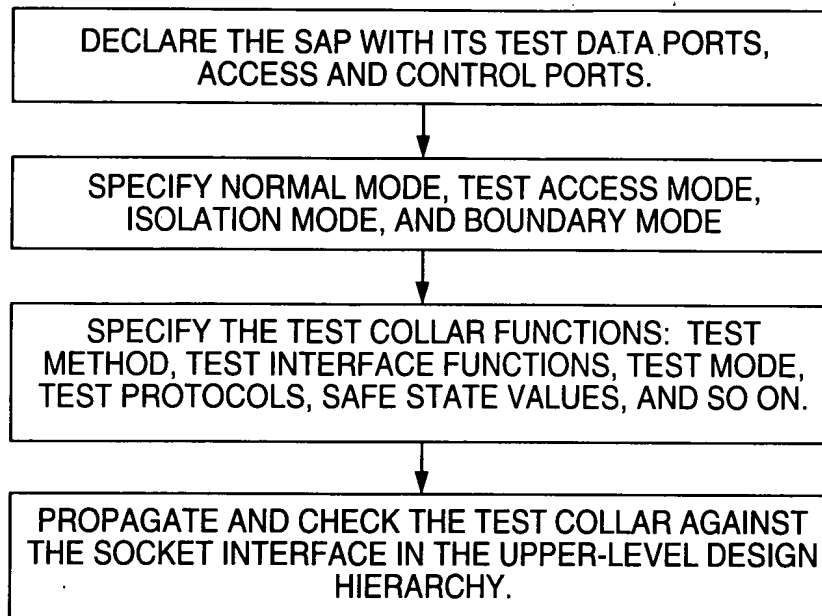 DECLARE THE SAP WITH ITS TEST DATA PORTS,
ACCESS AND CONTROL PORTS.
SPECIFY NORMAL MODE, TEST ACCESS MODE,
ISOLATION MODE, AND BOUNDARY MODE
SPECIFY THE TEST COLLAR FUNCTIONS: TEST
METHOD, TEST INTERFACE FUNCTIONS, TEST MODE,
TEST PROTOCOLS, SAFE STATE VALUES, AND SO ON.
PROPAGATE AND CHECK THE TEST COLLAR AGAINST
THE SOCKET INTERFACE IN THE UPPER-LEVEL DESIGN
HIERARCHY.